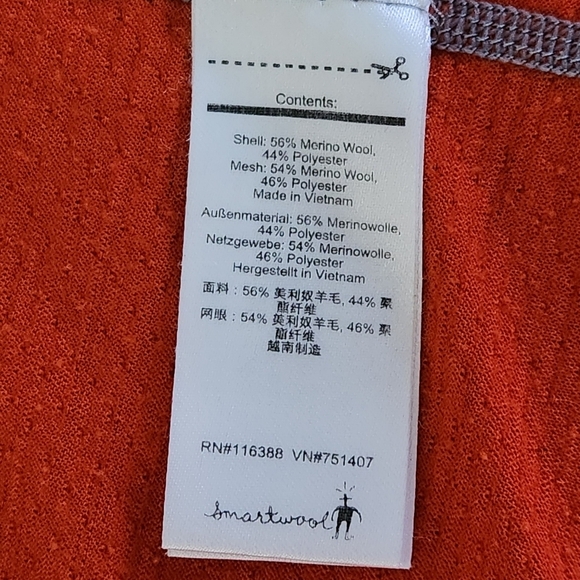 Contents:
Shell: 56% Merino Wool,
44% Polyester
Mesh: 54% Merino Wool,
46% Polyester
Made in Vietnam
Außenmaterial: 56% Merinowolle,
44% Polyester
Netzgewebe: 54% Merinowolle,
46% Polyester
Hergestellt in Vietnam
面料：56% 美利奴羊毛, 44% 聚
酯纤维
网眼：54% 美利奴羊毛, 46% 聚
酯纤维
越南制造
RN#116388 VN#751407
smartwool